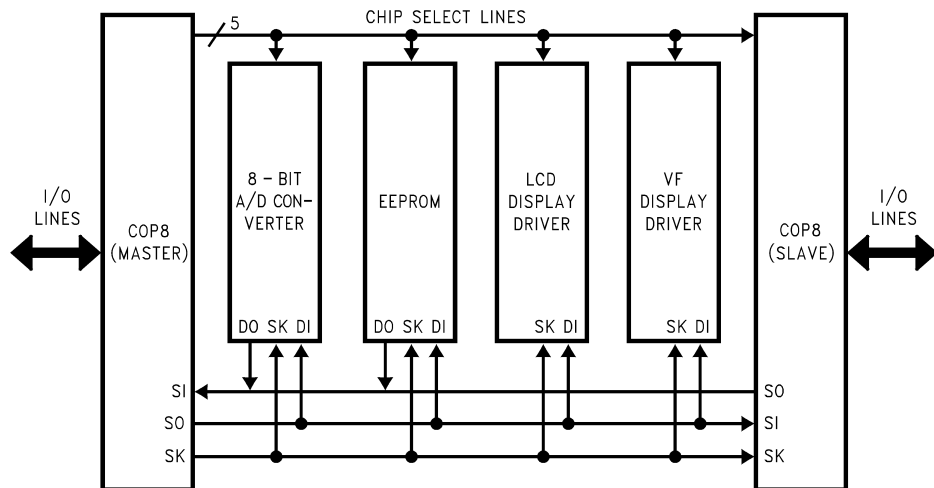 CHIP SELECT LINES
5
I/O
LINES
COP8
(MASTER)
8 - BIT
A/D CON-
VERTER
EEPROM
LCD
DISPLAY
DRIVER
VF
DISPLAY
DRIVER
COP8
(SLAVE)
I/O
LINES
DO SK DI
DO SK DI
SK DI
SK DI
SI
SO
SO
SI
SK
SK